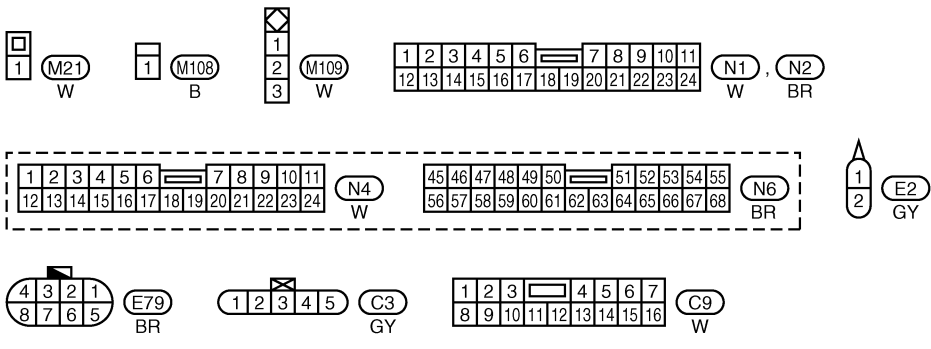 1 M21 W
1 M108 B
1 2 3 M109 W
1 2 3 4 5 6 7 8 9 10 11
12 13 14 15 16 17 18 19 20 21 22 23 24
N1 , N2
W BR
1 2 3 4 5 6 7 8 9 10 11
12 13 14 15 16 17 18 19 20 21 22 23 24
N4
W
45 46 47 48 49 50 51 52 53 54 55
56 57 58 59 60 61 62 63 64 65 66 67 68
N6
BR
1
2
E2
GY
4 3 2 1
8 7 6 5
E79
BR
1 2 3 4 5 C3
GY
1 2 3 4 5 6 7
8 9 10 11 12 13 14 15 16
C9
W